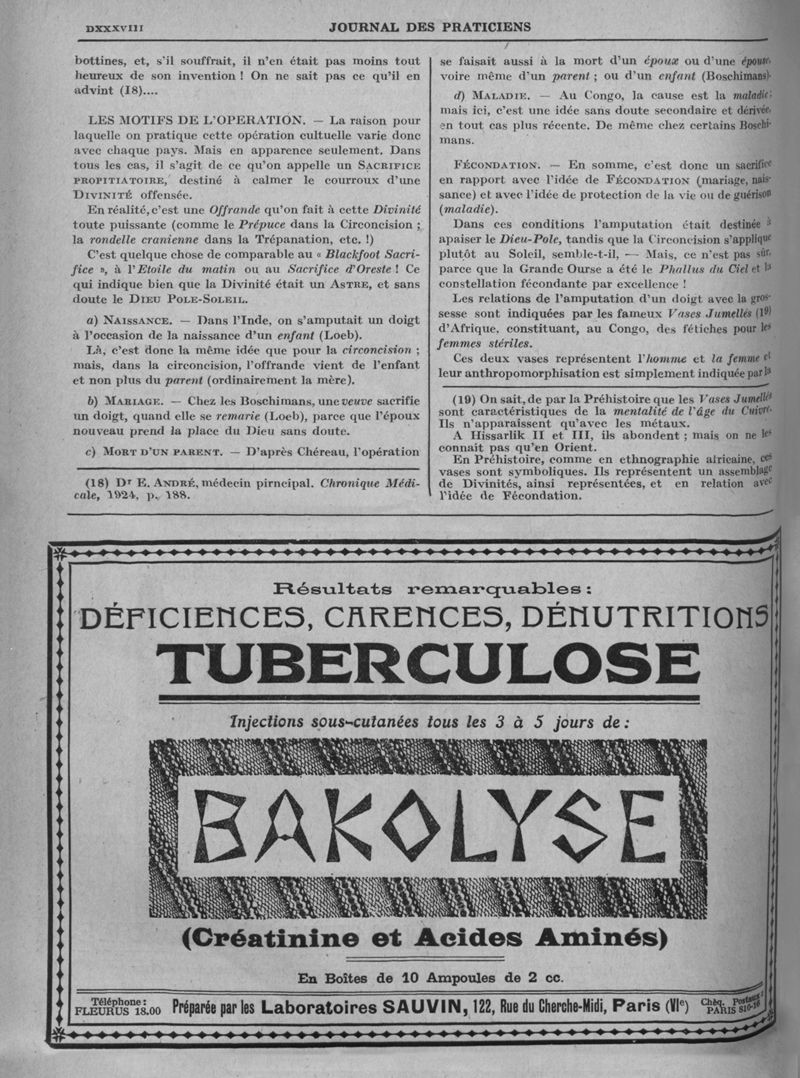 DXXXVIII
JOURNAL DES PRATICIENS
bottines, et, s'il souffrait, il n'en était pas moins tout
heureux de son invention ! On ne sait pas ce qu'il en
advint (18)....
LES MOTIFS DE L'OPERATION. — La raison pour
laquelle on pratique cette opération cultuelle varie donc
avec chaque pays. Mais en apparence seulement. Dans
tous les cas, il s'agit de ce qu'on appelle un SACRIFICE
PROPITIATOIRE, destiné à calmer le courroux d'une
DIVINITÉ offensée.
En réalité, c'est une Offrande qu'on fait à cette Divinité
toute puissante (comme le Prépuce dans la Circoncision ;
la rondelle cranienne dans la Trépanation, etc. !)
C'est quelque chose de comparable au « Blackfoot Sacri-
fice », à l'Etoile du matin ou au Sacrifice d'Oreste ! Ce
qui indique bien que la Divinité était un ASTRE, et sans
doute le DIEU POLE-SOLEIL.
a) NAISSANCE. — Dans l'Inde, on s'amputait un doigt
à l'occasion de la naissance d'un enfant (Loeb).
Là, c'est donc la même idée que pour la circoncision ;
mais, dans la circoncision, l'offrande vient de l'enfant
et non plus du parent (ordinairement la mère).
b) MARIAGE. — Chez les Boschimans, une veuve sacrifie
un doigt, quand elle se remarie (Loeb), parce que l'époux
nouveau prend la place du Dieu sans doute.
c) MORT D'UN PARENT. — D'après Chéreau, l'opération
(18) Dr E. ANDRÉ, médecin pirncipal. Chronique Médi-
cale, 1924, p. 188.
se faisait aussi à la mort d'un époux ou d'une épouse,
voire même d'un parent ; ou d'un enfant (Boschimans).
d) MALADIE. — Au Congo, la cause est la maladie ;
mais ici, c'est une idée sans doute secondaire et dérivée,
en tout cas plus récente. De même chez certains Boschi-
mans.
FÉCONDATION. — En somme, c'est donc un sacrifice
en rapport avec l'idée de FÉCONDATION (mariage, nais-
sance) et avec l'idée de protection de la vie ou de guérison
(maladie).
Dans ces conditions l'amputation était destinée à
apaiser le Dieu-Pole, tandis que la Circoncision s'applique
plutôt au Soleil, semble-t-il, — Mais, ce n'est pas sûr,
parce que la Grande Ourse a été le Phallus du Ciel et la
constellation fécondante par excellence !
Les relations de l'amputation d'un doigt avec la gros-
sesse sont indiquées par les fameux Vases Jumellés (19)
d'Afrique, constituant, au Congo, des fétiches pour les
femmes stériles.
Ces deux vases représentent l'homme et la femme et
leur anthropomorphisation est simplement indiquée par la
(19) On sait, de par la Préhistoire que les Vases Jumellés
sont caractéristiques de la mentalité de l'âge du Cuivre.
Ils n'apparaissent qu'avec les métaux.
A Hissarlik II et III, ils abondent ; mais on ne les
connait pas qu'en Orient.
En Préhistoire, comme en ethnographie africaine, ces
vases sont symboliques. Ils représentent un assemblage
de Divinités, ainsi représentées, et en relation avec
l'idée de Fécondation.
Résultats remarquables :
DÉFICIENCES, CARENCES, DÉNUTRITIONS
TUBERCULOSE
Injections sous-cutanées tous les 3 à 5 jours de :
BAKOLYSE
(Créatinine et Acides Aminés)
En Boîtes de 10 Ampoules de 2 cc.
Téléphone :
FLEURUS 18.00
Préparée par les Laboratoires SAUVIN, 122, Rue du Cherche-Midi, Paris (VIe)
Chèq. Postaux
PARIS 810-16